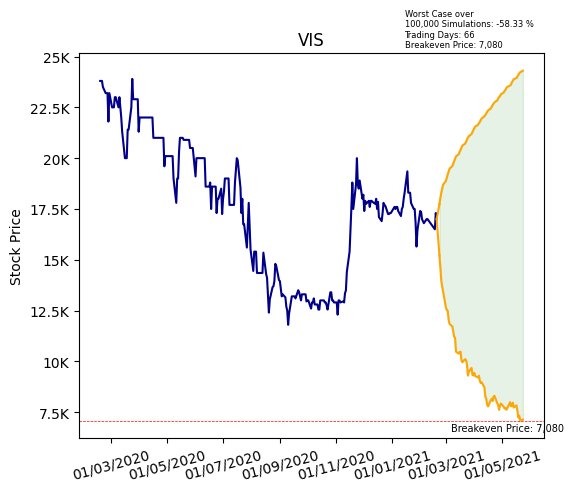 Worst Case over
100,000 Simulations: -58.33 %
Trading Days: 66
Breakeven Price: 7,080
VIS
25K
22.5K
20K
17.5K
15K
12.5K
10K
7.5K
Stock Price
Breakeven Price: 7,080
01/03/2020
01/05/2020
01/07/2020
01/09/2020
01/11/2020
01/01/2021
01/03/2021
01/05/2021